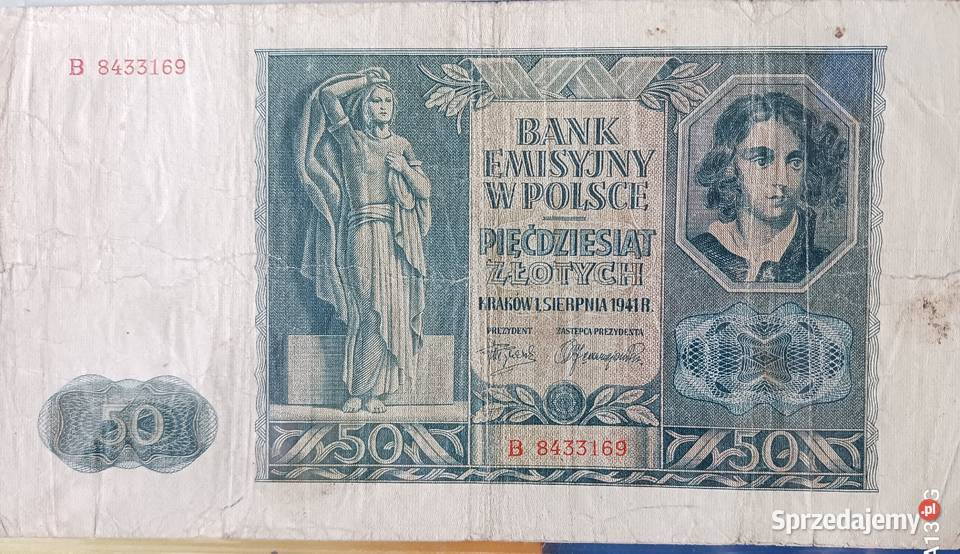 B 8433169
BANK
EMISYJNY
W POLSCE
PIĘĆDZIESIĄT
ZŁOTYCH
KRAKÓW 1. SIERPNIA 1941 R.
PREZYDENT ZASTĘPCA PREZYDENTA
50
50
B 8433169
50
Sprzedajemy.pl